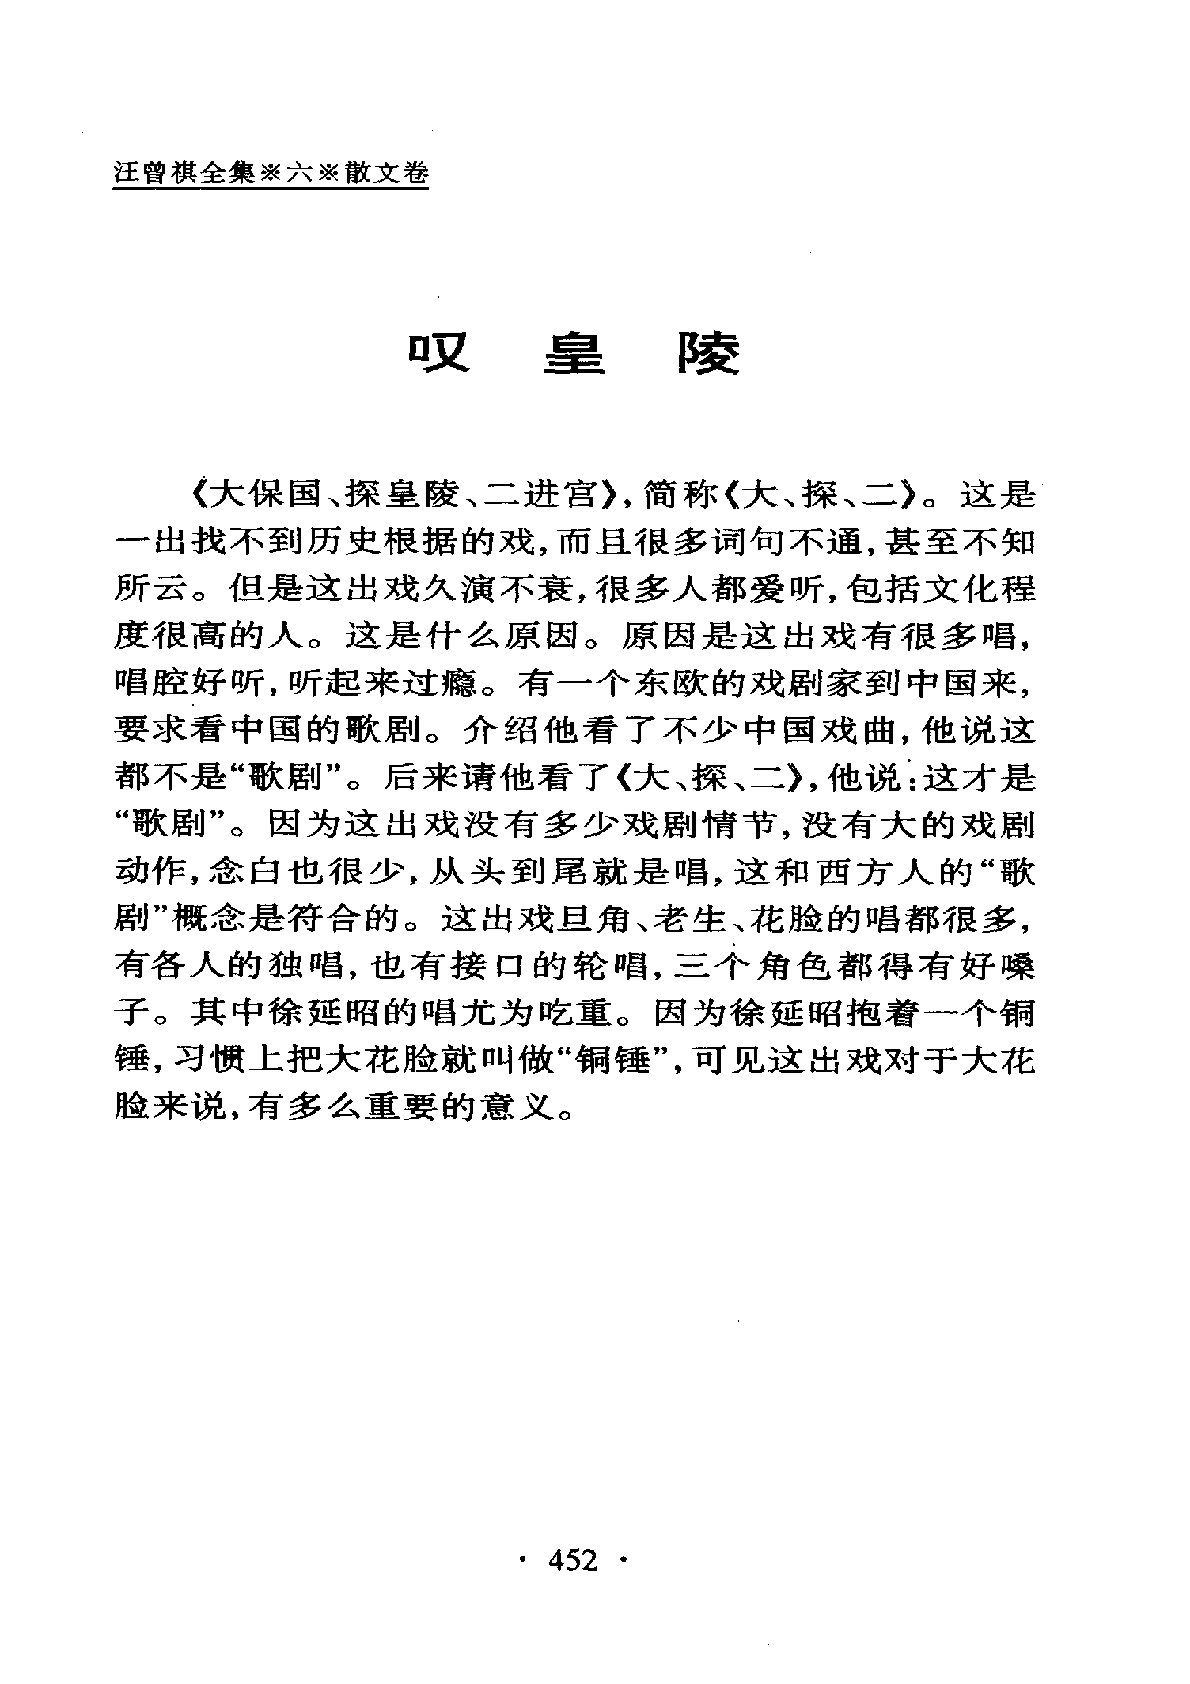 汪曾祺全集※六※散文卷
叹皇陵
《大保国、探皇陵、二进宫》,简称《大、探、二》。这是
一出找不到历史根据的戏,而且很多词句不通,甚至不知
所云。但是这出戏久演不衰,很多人都爱听,包括文化程
度很高的人。这是什么原因。原因是这出戏有很多唱,
唱腔好听,听起来过瘾。有一个东欧的戏剧家到中国来,
要求看中国的歌剧。介绍他看了不少中国戏曲,他说这
都不是“歌剧”。后来请他看了《大、探、二》,他说:这才是
“歌剧”。因为这出戏没有多少戏剧情节,没有大的戏剧
动作,念白也很少,从头到尾就是唱,这和西方人的“歌
剧”概念是符合的。这出戏旦角、老生、花脸的唱都很多,
有各人的独唱,也有接口的轮唱,三个角色都得有好嗓
子。其中徐延昭的唱尤为吃重。因为徐延昭抱着一个铜
锤,习惯上把大花脸就叫做“铜锤”,可见这出戏对于大花
脸来说,有多么重要的意义。
· 452 ·